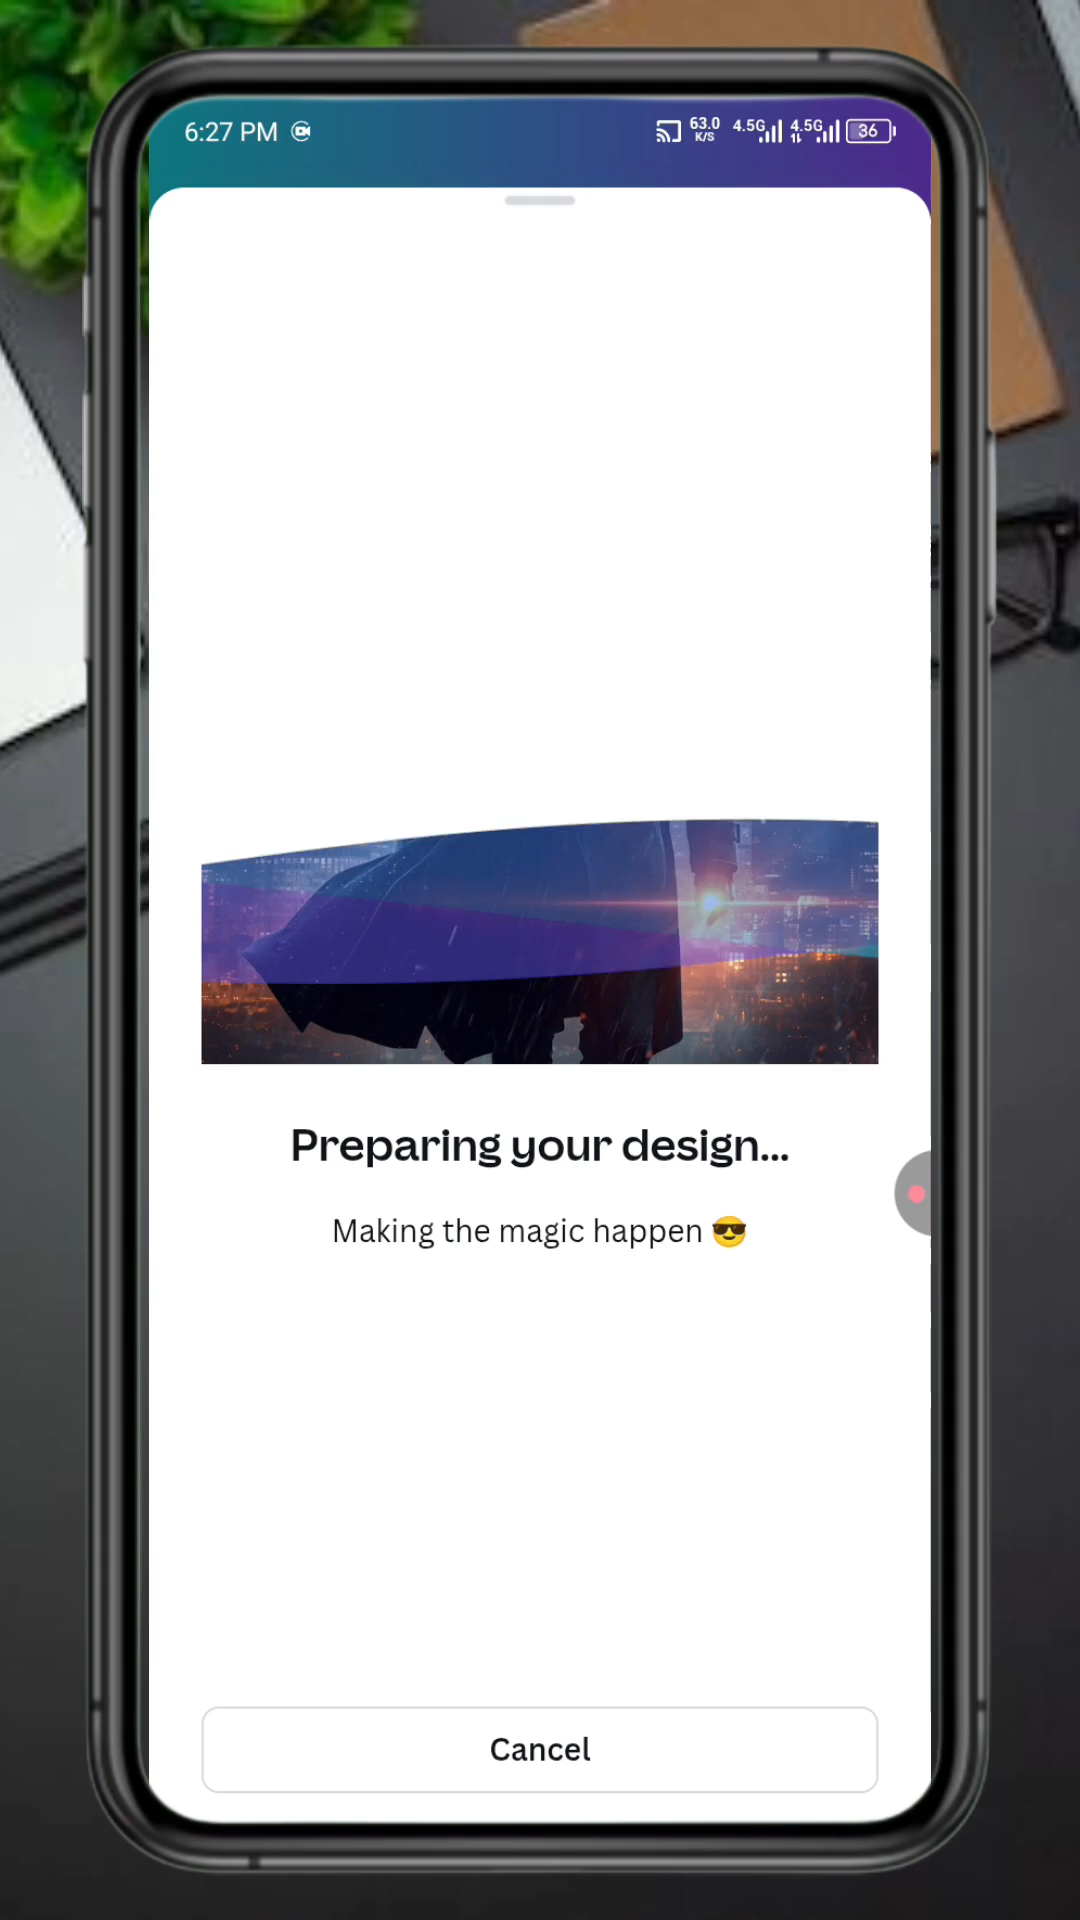 6:27 PM
63.0
K/S
4.5G
4.5G
36
Preparing your design...
Making the magic happen 😎
Cancel